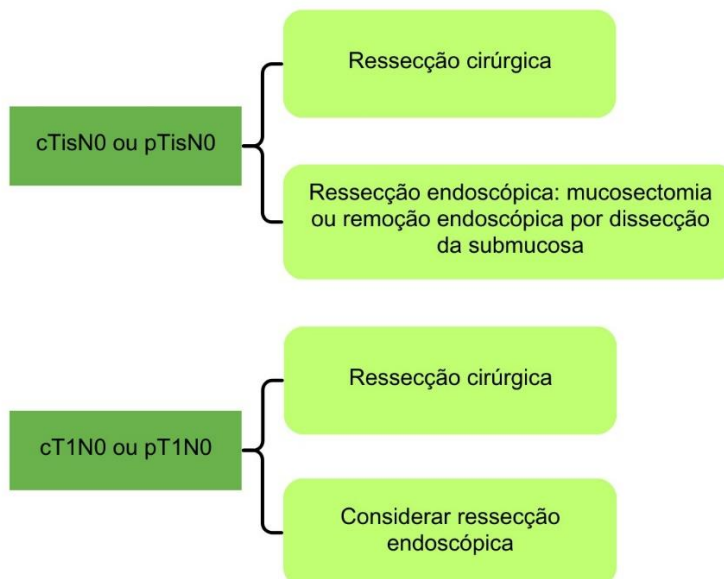 Ressecção cirúrgica
cTisN0 ou pTisN0
Ressecção endoscópica: mucosectomia
ou remoção endoscópica por dissecção
da submucosa
Ressecção cirúrgica
cT1N0 ou pT1N0
Considerar ressecção
endoscópica